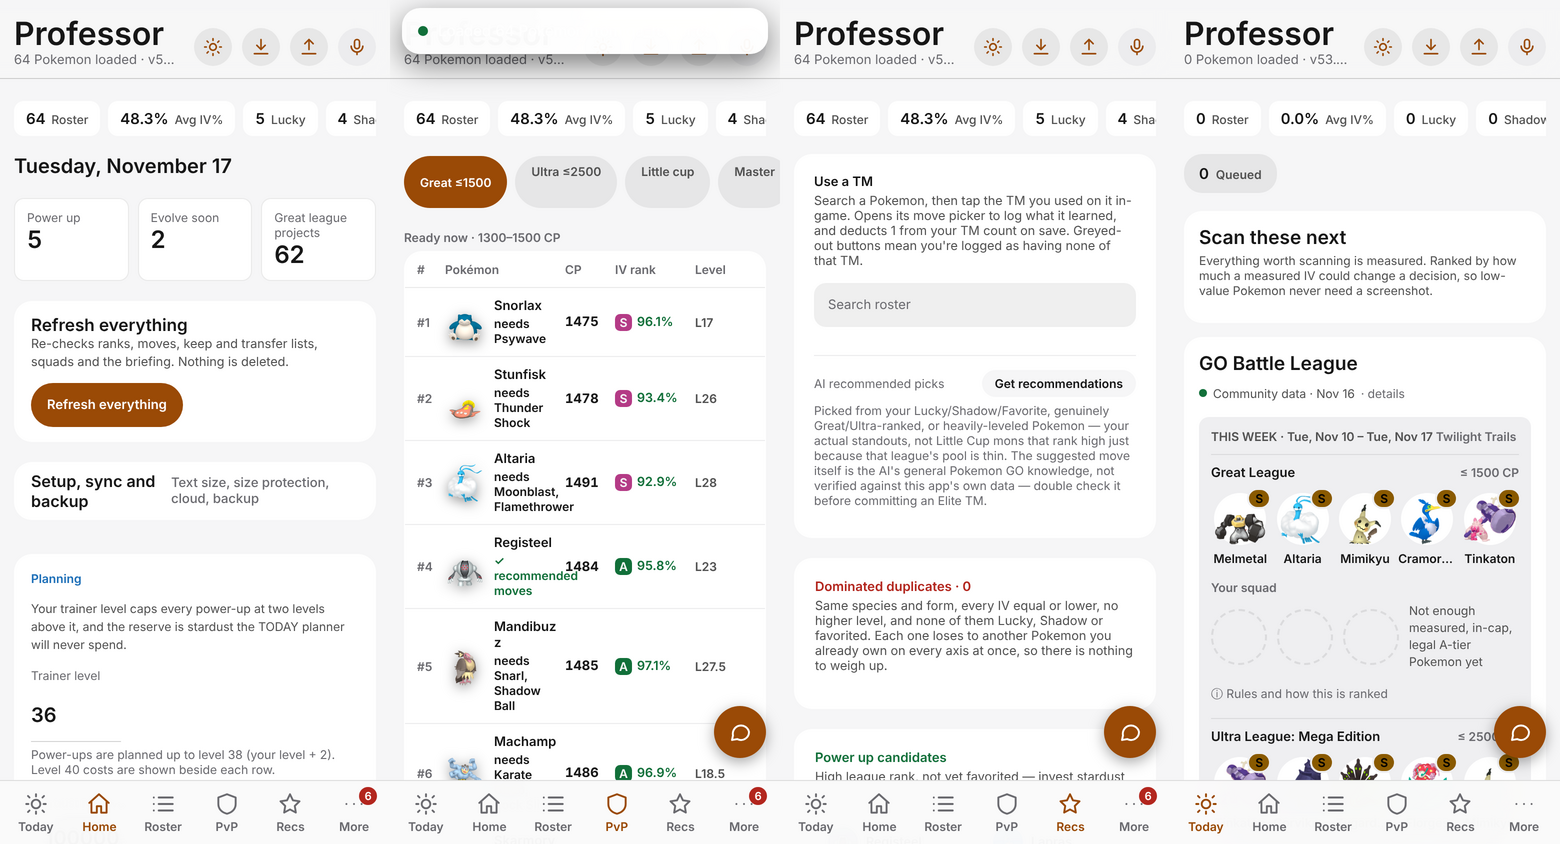 Professor
64 Pokemon loaded · v5...
64 Roster
48.3% Avg IV%
5 Lucky
4 Sha
Tuesday, November 17
Power up
5
Evolve soon
2
Great league
projects
62
Refresh everything
Re-checks ranks, moves, keep and transfer lists,
squads and the briefing. Nothing is deleted.
Refresh everything
Setup, sync and
backup
Text size, size protection,
cloud, backup
Planning
Your trainer level caps every power-up at two levels
above it, and the reserve is stardust the TODAY planner
will never spend.
Trainer level
36
Power-ups are planned up to level 38 (your level + 2).
Level 40 costs are shown beside each row.
Today
Home
Roster
PvP
Recs
More
6
64 Pokemon loaded · v5...
64 Roster
48.3% Avg IV%
5 Lucky
4 Sha
Great ≤1500
Ultra ≤2500
Little cup
Master
Ready now · 1300–1500 CP
# Pokémon CP IV rank Level
#1 Snorlax needs Psywave 1475 S 96.1% L17
#2 Stunfisk needs Thunder Shock 1478 S 93.4% L26
#3 Altaria needs Moonblast, Flamethrower 1491 S 92.9% L28
#4 Registeel ✓ recommended moves 1484 A 95.8% L23
#5 Mandibuzz needs Snarl, Shadow Ball 1485 A 97.1% L27.5
#6 Machamp needs Karate 1486 A 96.9% L18.5
Today
Home
Roster
PvP
Recs
More
6
Professor
64 Pokemon loaded · v5...
64 Roster
48.3% Avg IV%
5 Lucky
4 Sha
Use a TM
Search a Pokemon, then tap the TM you used on it in-
game. Opens its move picker to log what it learned,
and deducts 1 from your TM count on save. Greyed-
out buttons mean you're logged as having none of
that TM.
Search roster
AI recommended picks
Get recommendations
Picked from your Lucky/Shadow/Favorite, genuinely
Great/Ultra-ranked, or heavily-leveled Pokemon — your
actual standouts, not Little Cup mons that rank high just
because that league's pool is thin. The suggested move
itself is the AI's general Pokemon GO knowledge, not
verified against this app's own data — double check it
before committing an Elite TM.
Dominated duplicates · 0
Same species and form, every IV equal or lower, no
higher level, and none of them Lucky, Shadow or
favorited. Each one loses to another Pokemon you
already own on every axis at once, so there is nothing
to weigh up.
Power up candidates
High league rank, not yet favorited — invest stardust
Today
Home
Roster
PvP
Recs
More
6
Professor
0 Pokemon loaded · v53....
0 Roster
0.0% Avg IV%
0 Lucky
0 Shadow
0 Queued
Scan these next
Everything worth scanning is measured. Ranked by how
much a measured IV could change a decision, so low-
value Pokemon never need a screenshot.
GO Battle League
Community data · Nov 16 · details
THIS WEEK · Tue, Nov 10 – Tue, Nov 17 Twilight Trails
Great League
≤ 1500 CP
S S S S S
Melmetal
Altaria
Mimikyu
Cramor...
Tinkaton
Your squad
Not enough
measured, in-cap,
legal A-tier
Pokemon yet
ⓘ Rules and how this is ranked
Ultra League: Mega Edition
≤ 2500
S S S S S
Today
Home
Roster
PvP
Recs
More